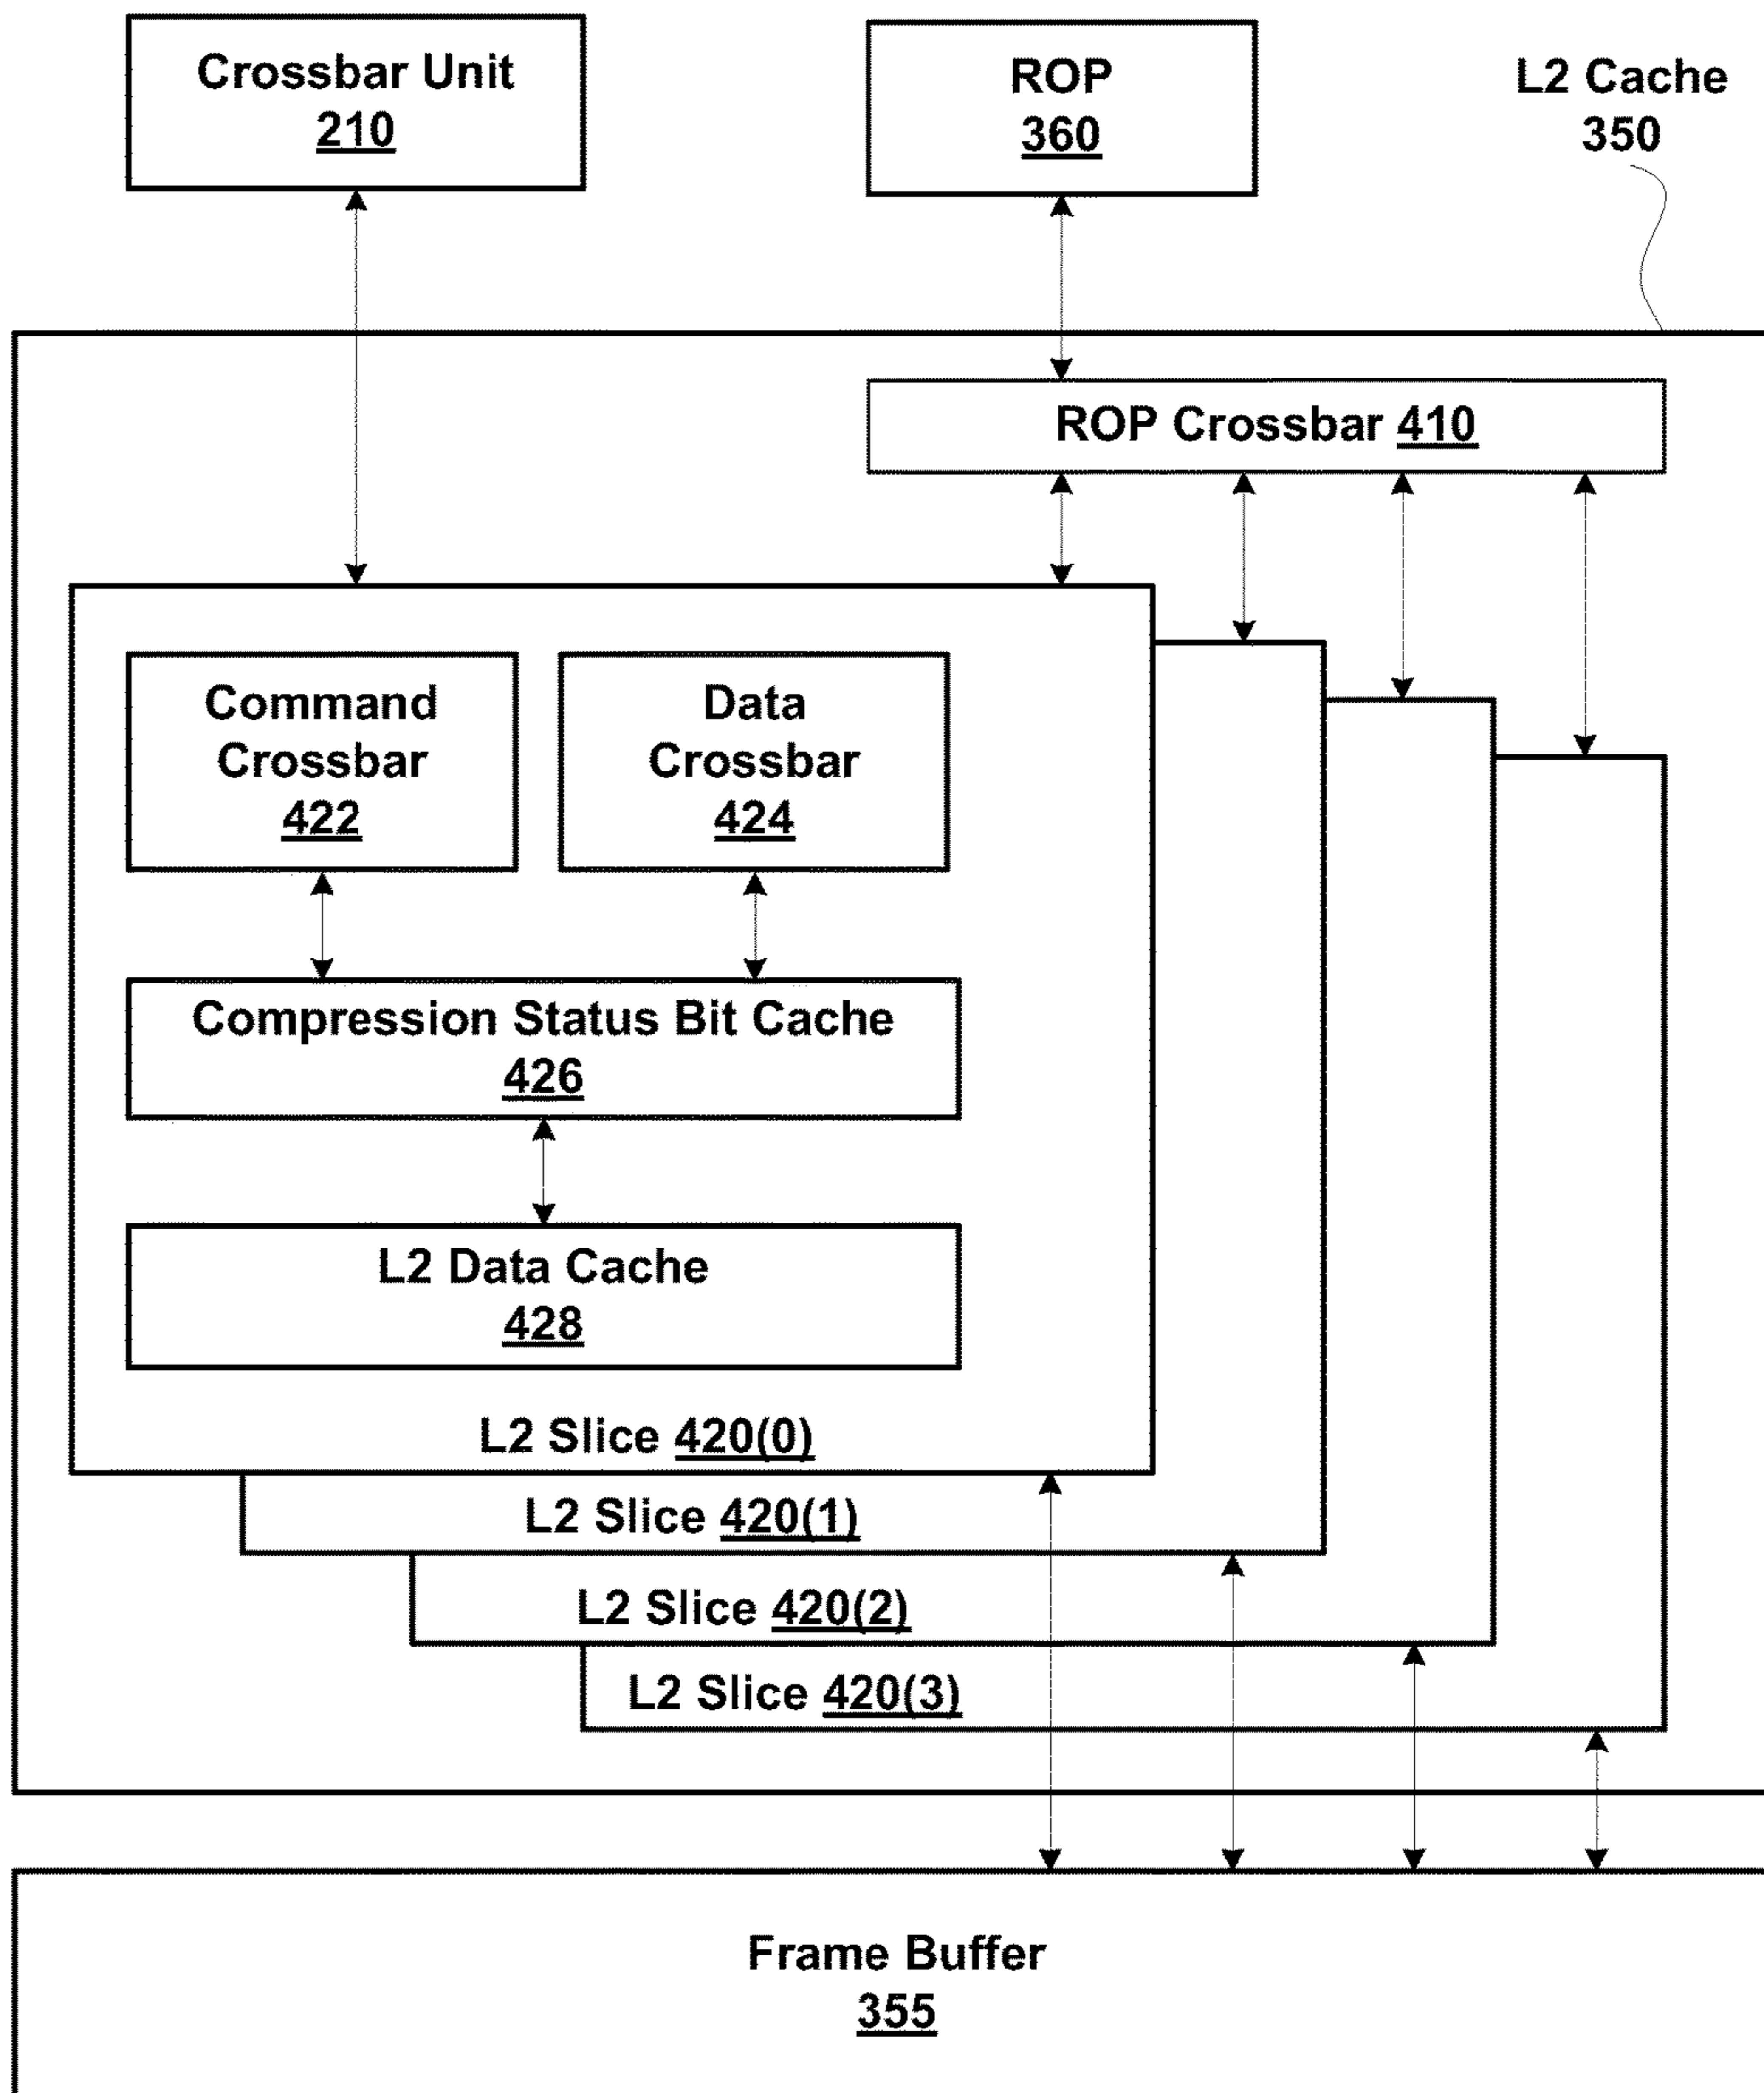 Crossbar Unit
210
ROP
360
L2 Cache
350
ROP Crossbar 410
Command
Crossbar
422
Data
Crossbar
424
Compression Status Bit Cache
426
L2 Data Cache
428
L2 Slice 420(0)
L2 Slice 420(1)
L2 Slice 420(2)
L2 Slice 420(3)
Frame Buffer
355